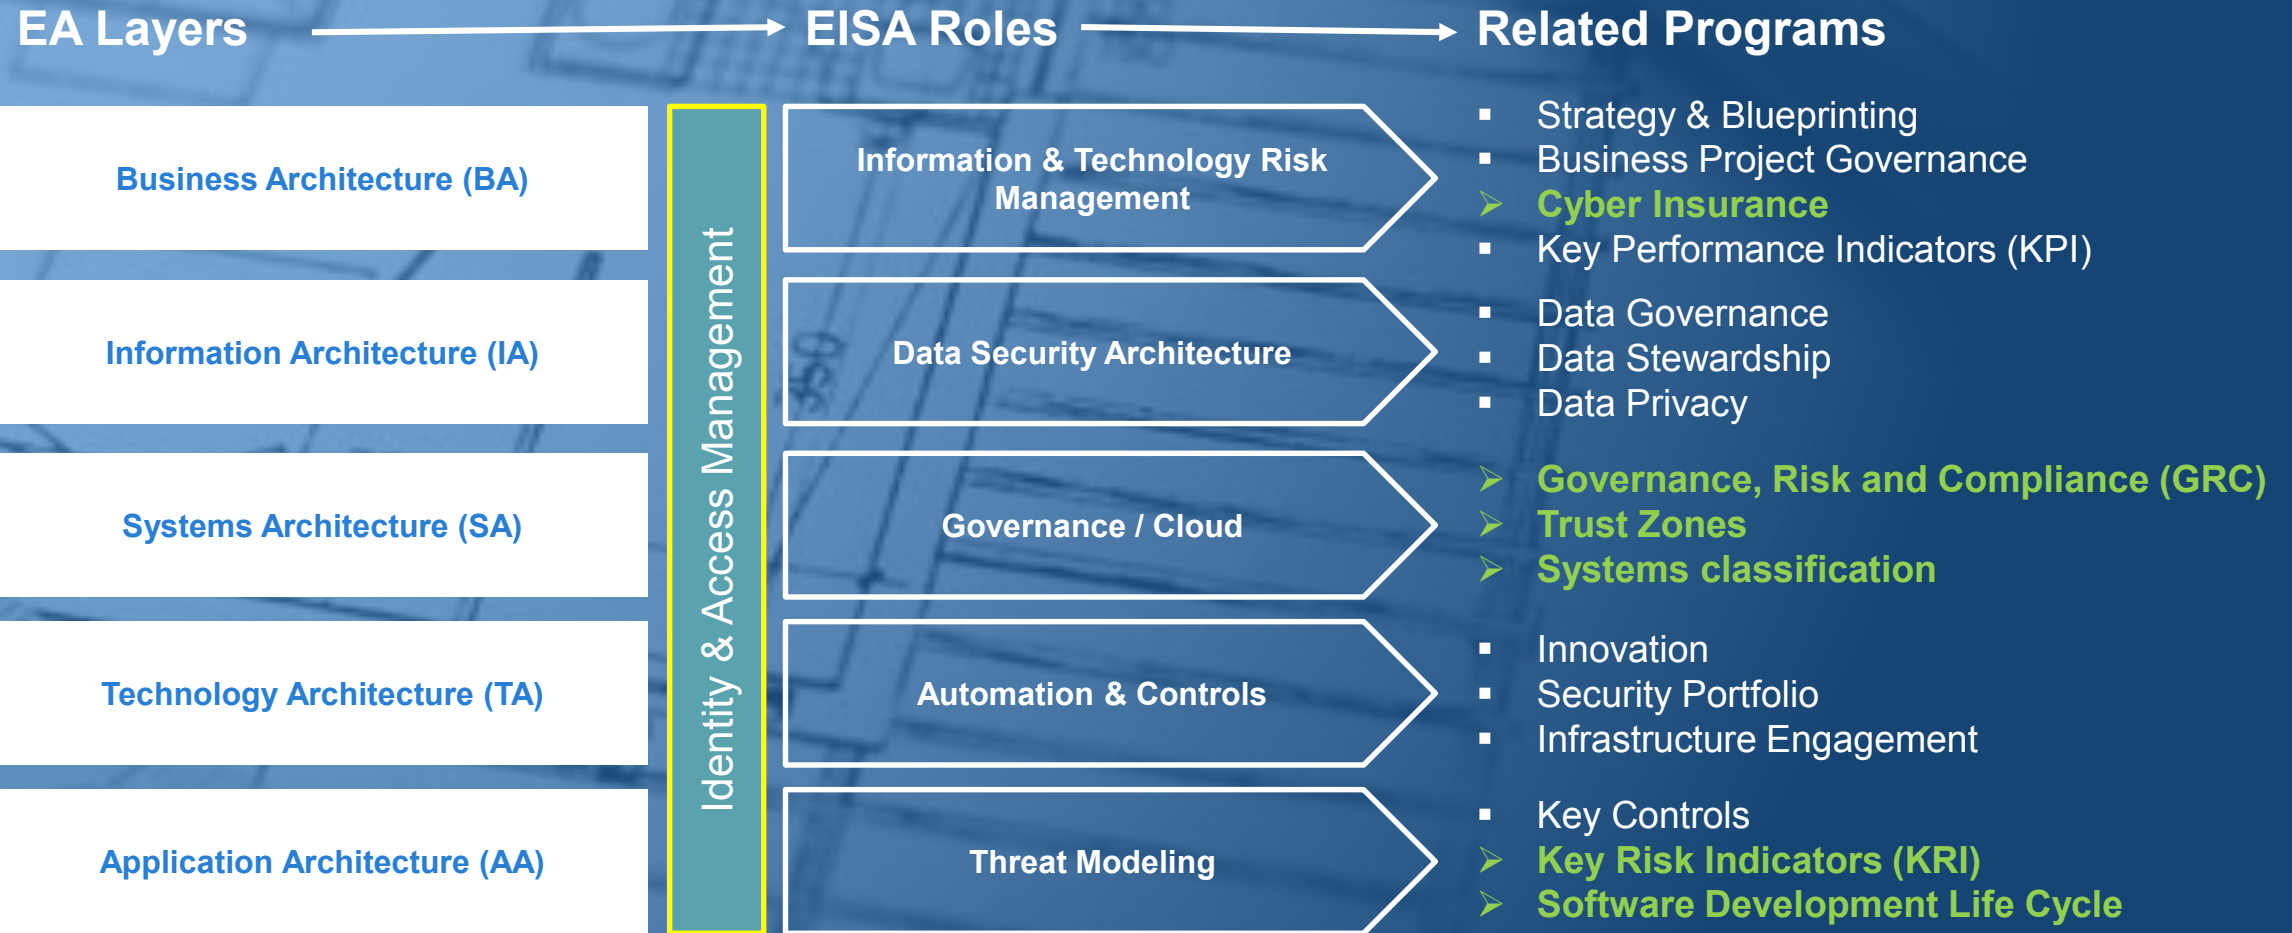 EA Layers
EISA Roles
Related Programs
Business Architecture (BA)
Information & Technology Risk
Management
▪ Strategy & Blueprinting
▪ Business Project Governance
➢ Cyber Insurance
▪ Key Performance Indicators (KPI)
Identity & Access Management
Information Architecture (IA)
Data Security Architecture
▪ Data Governance
▪ Data Stewardship
▪ Data Privacy
Systems Architecture (SA)
Governance / Cloud
➢ Governance, Risk and Compliance (GRC)
➢ Trust Zones
➢ Systems classification
Technology Architecture (TA)
Automation & Controls
▪ Innovation
▪ Security Portfolio
▪ Infrastructure Engagement
Application Architecture (AA)
Threat Modeling
▪ Key Controls
➢ Key Risk Indicators (KRI)
➢ Software Development Life Cycle
350